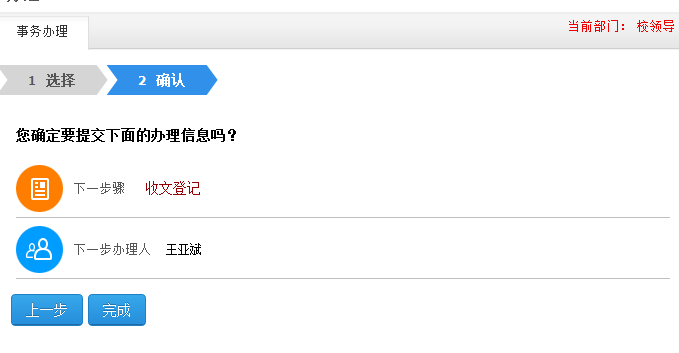 事务办理
当前部门： 校领导
1 选择
2 确认
您确定要提交下面的办理信息吗？
下一步骤 收文登记
下一步办理人 王亚斌
上一步 完成